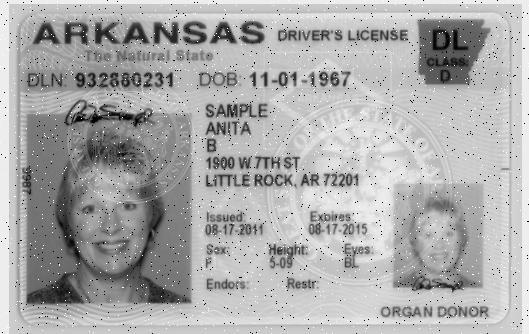 ARKANSAS DRIVER'S LICENSE
The Natural State
DL
CLASS
D
DLN: 932860231 DOB: 11-01-1967
SAMPLE
ANITA
B
1900 W.7TH ST
LITTLE ROCK, AR 72201
Issued: Expires:
08-17-2011 08-17-2015
Sex: Height: Eyes:
F 5-09 BL
Endors: Restr:
ORGAN DONOR